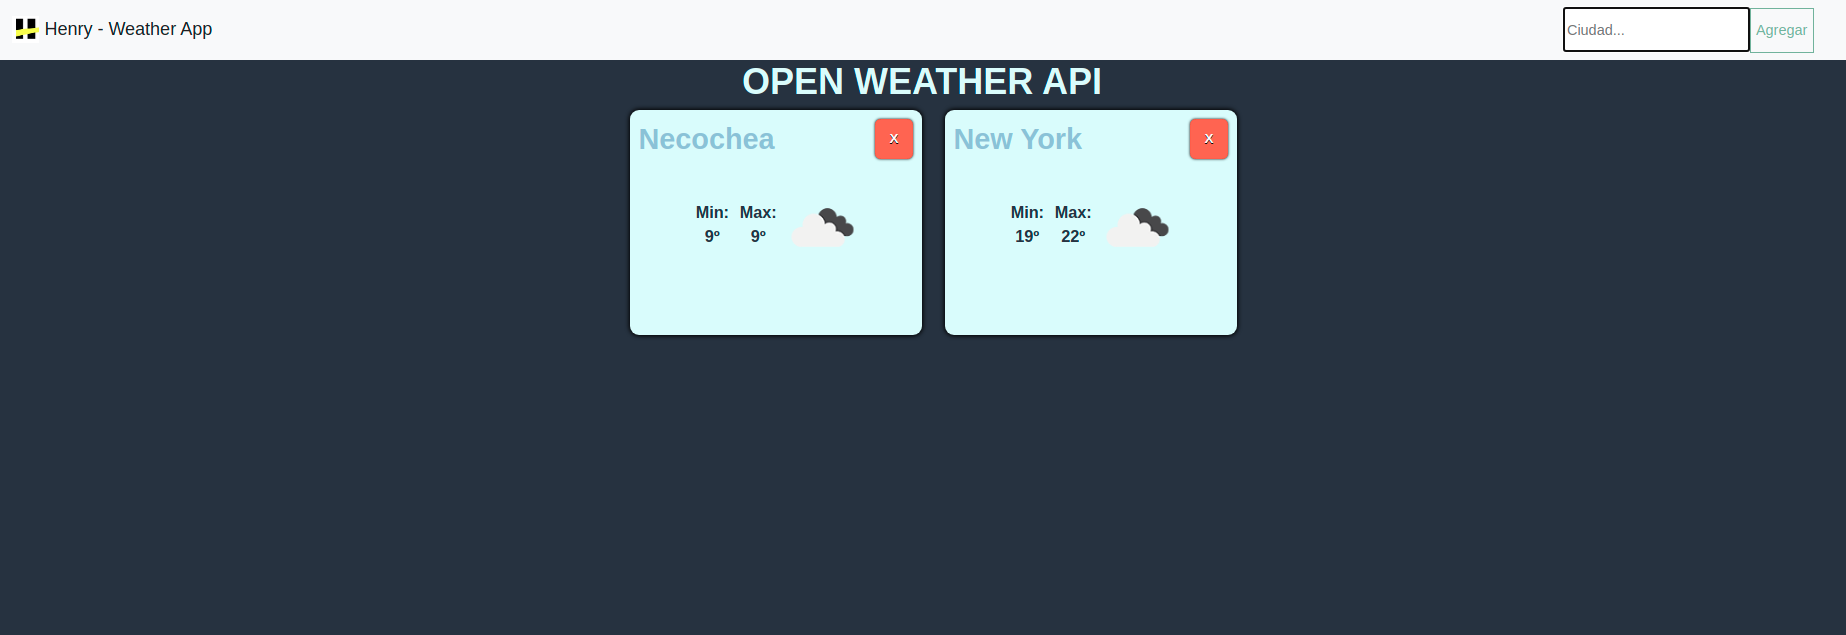 Henry - Weather App
Ciudad...
Agregar
OPEN WEATHER API
Necochea
X
Min: Max:
9º 9º
New York
X
Min: Max:
19º 22º